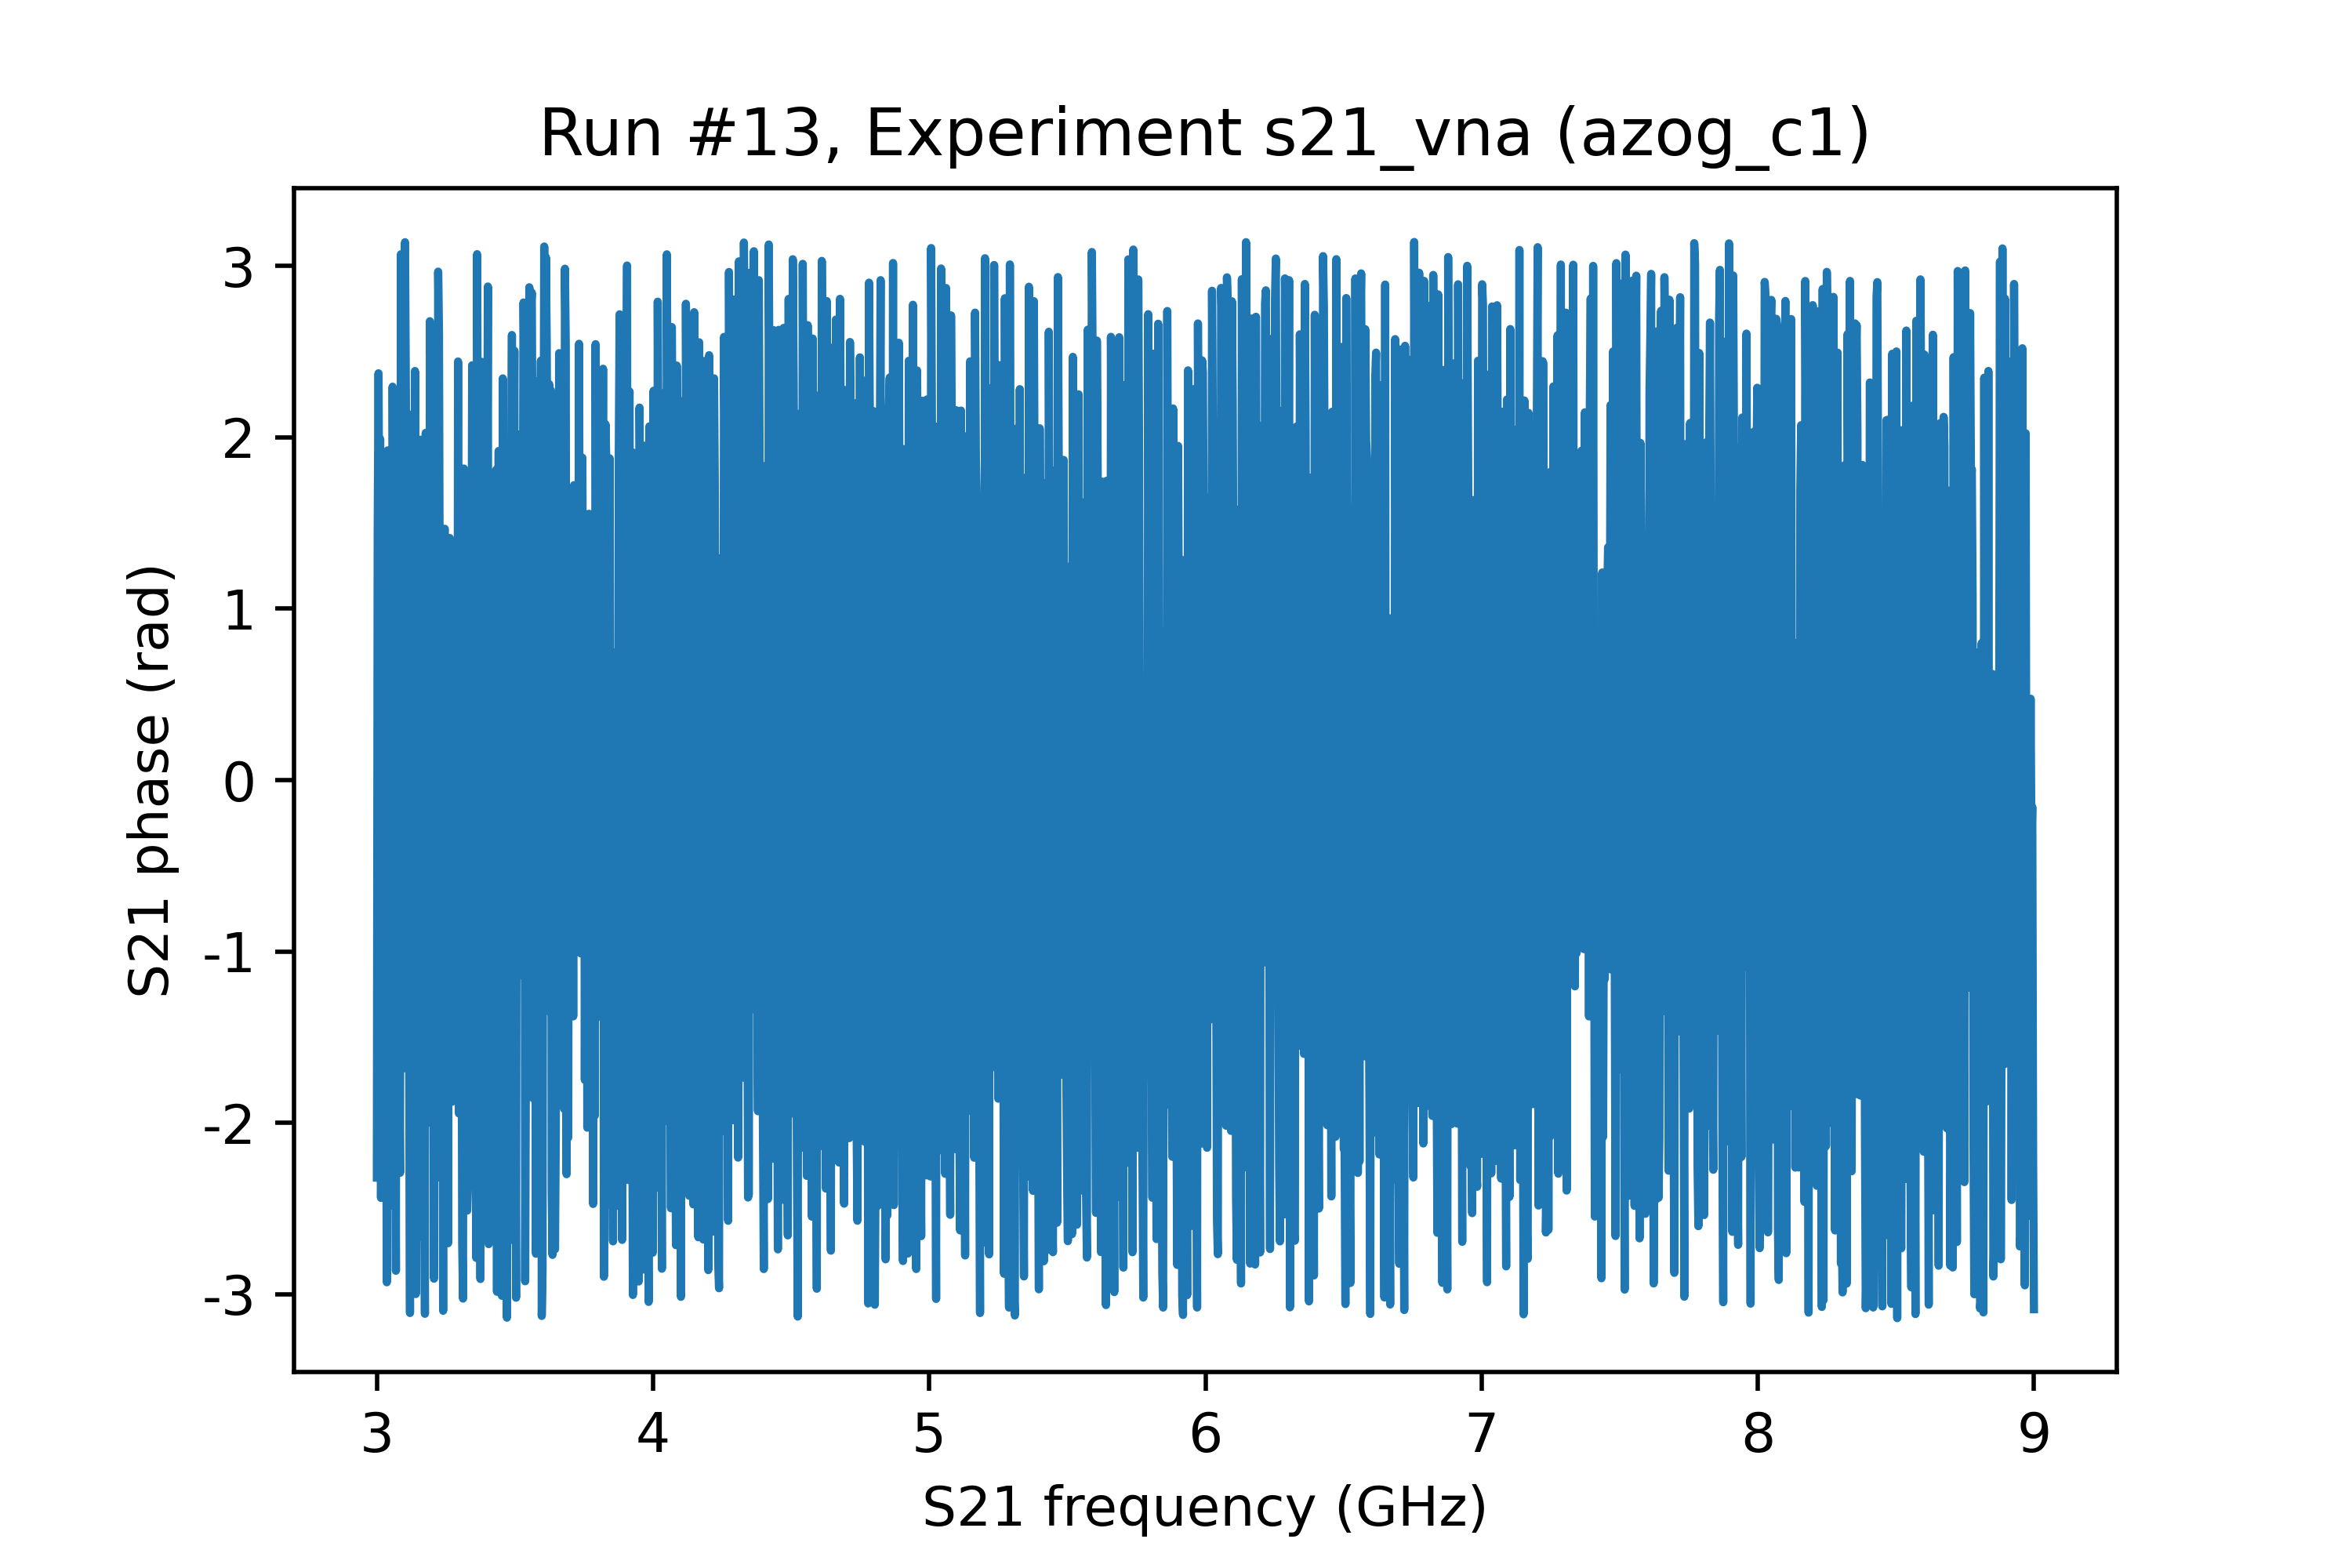 Run #13, Experiment s21_vna (azog_c1)
3
2
1
0
-1
-2
-3
S21 phase (rad)
3 4 5 6 7 8 9
S21 frequency (GHz)